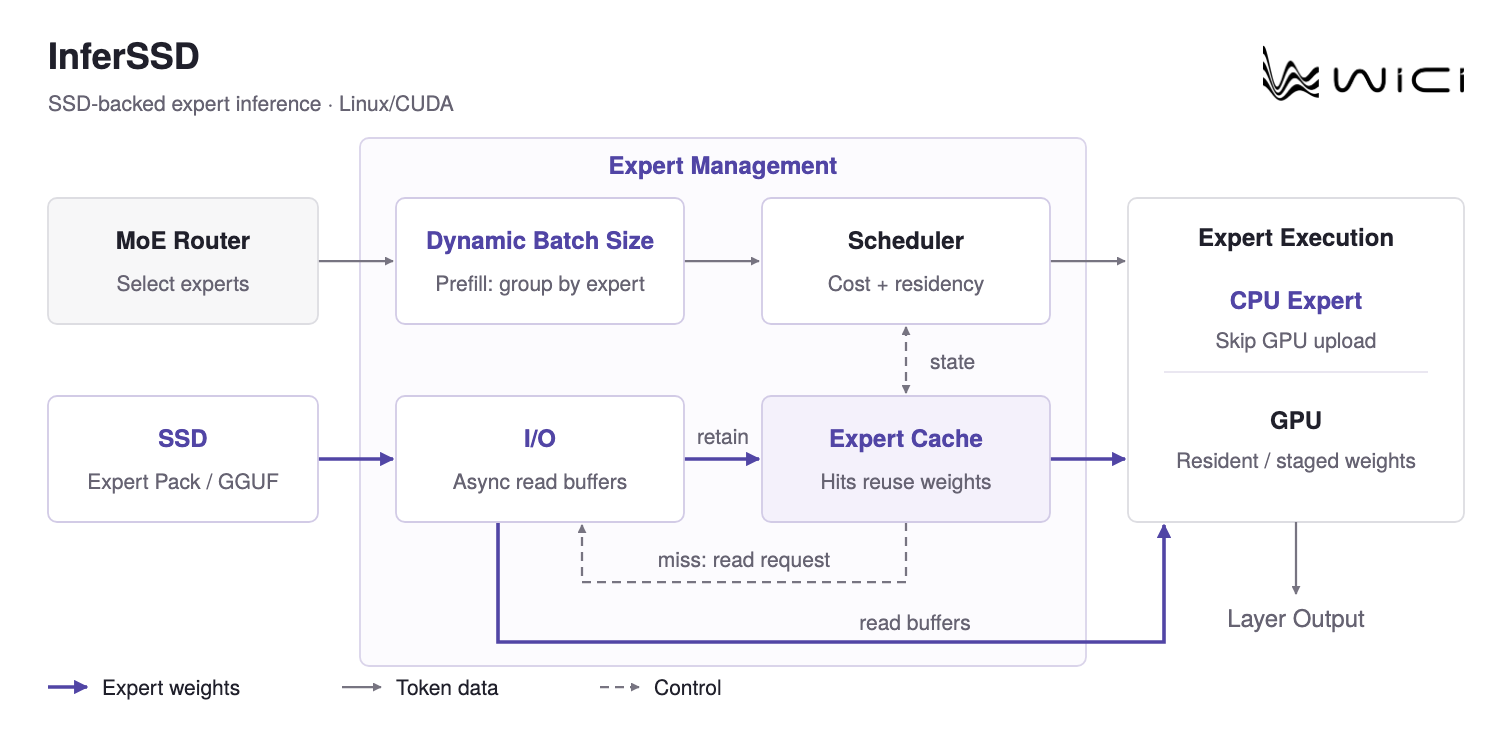 InferSSD
WiCi
SSD-backed expert inference · Linux/CUDA
Expert Management
MoE Router
Select experts
Dynamic Batch Size
Prefill: group by expert
Scheduler
Cost + residency
Expert Execution
CPU Expert
Skip GPU upload
state
SSD
Expert Pack / GGUF
I/O
Async read buffers
retain
Expert Cache
Hits reuse weights
GPU
Resident / staged weights
miss: read request
read buffers
Layer Output
Expert weights
Token data
Control